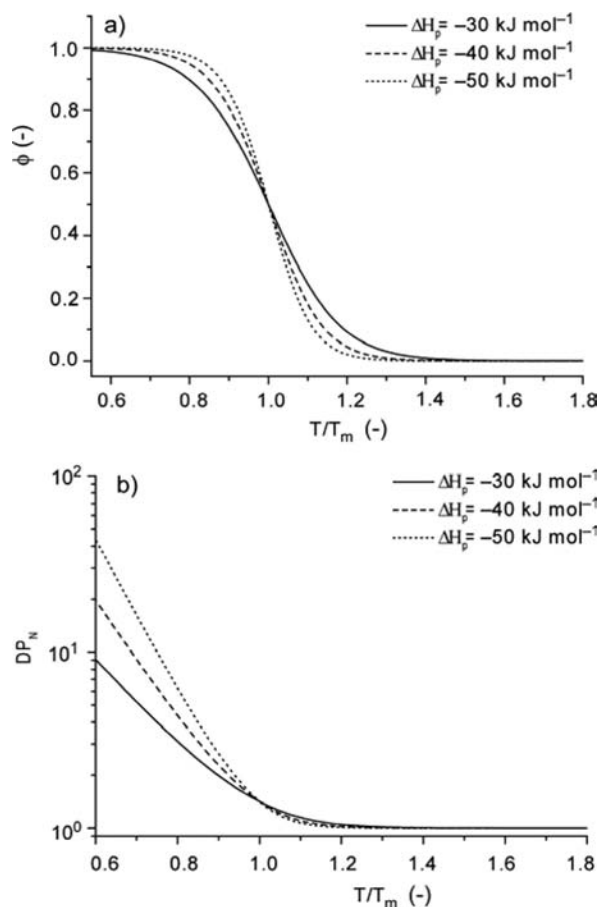 a)
ΔHₚ= −30 kJ mol⁻¹
ΔHₚ= −40 kJ mol⁻¹
ΔHₚ= −50 kJ mol⁻¹
1.0
0.8
0.6
0.4
0.2
0.0
ϕ (-)
0.6 0.8 1.0 1.2 1.4 1.6 1.8
T/Tₘ (-)
b)
ΔHₚ= −30 kJ mol⁻¹
ΔHₚ= −40 kJ mol⁻¹
ΔHₚ= −50 kJ mol⁻¹
10²
10¹
10⁰
DP_N
0.6 0.8 1.0 1.2 1.4 1.6 1.8
T/Tₘ (-)